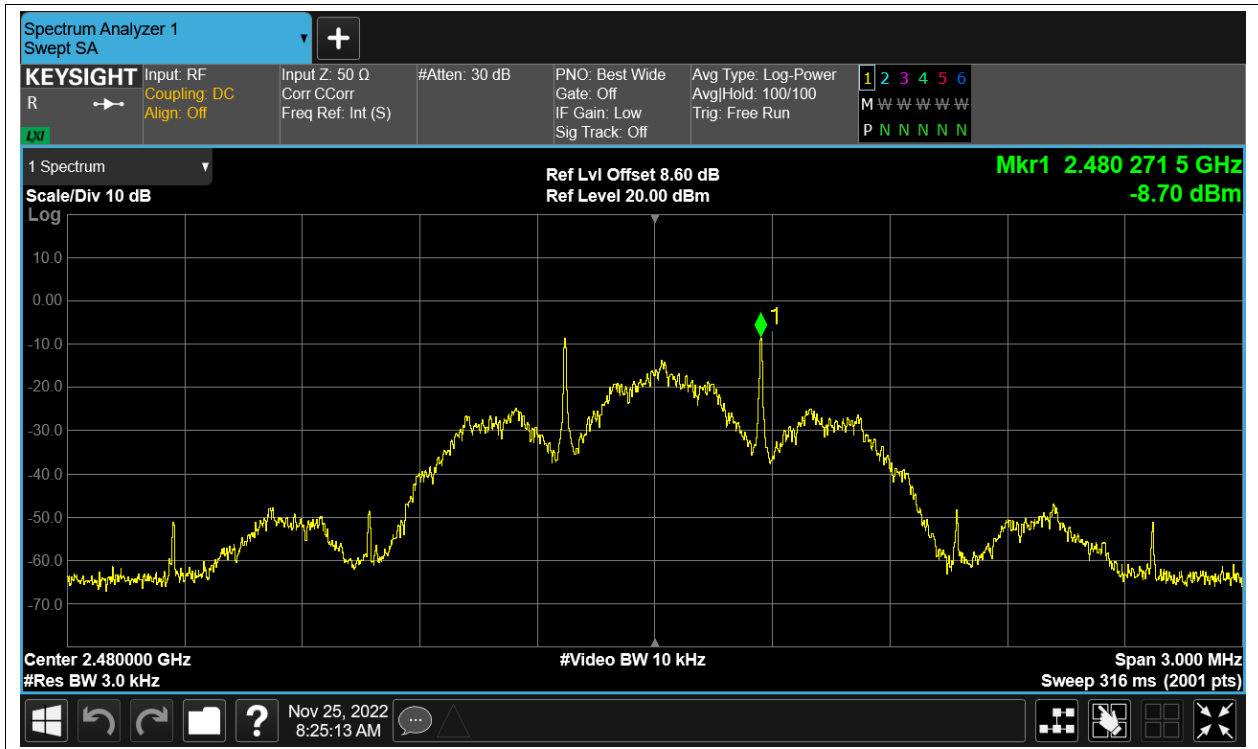 Spectrum Analyzer 1
Swept SA
KEYSIGHT
R
LXI
Input: RF
Coupling: DC
Align: Off
Input Z: 50 Ω
Corr CCorr
Freq Ref: Int (S)
#Atten: 30 dB
PNO: Best Wide
Gate: Off
IF Gain: Low
Sig Track: Off
Avg Type: Log-Power
Avg|Hold: 100/100
Trig: Free Run
1 2 3 4 5 6
M W W W W W
P N N N N N
1 Spectrum
Scale/Div 10 dB
Ref Lvl Offset 8.60 dB
Ref Level 20.00 dBm
Mkr1 2.480 271 5 GHz
-8.70 dBm
Log
10.0
0.00
-10.0
-20.0
-30.0
-40.0
-50.0
-60.0
-70.0
1
Center 2.480000 GHz
#Video BW 10 kHz
Span 3.000 MHz
#Res BW 3.0 kHz
Sweep 316 ms (2001 pts)
?
Nov 25, 2022
8:25:13 AM